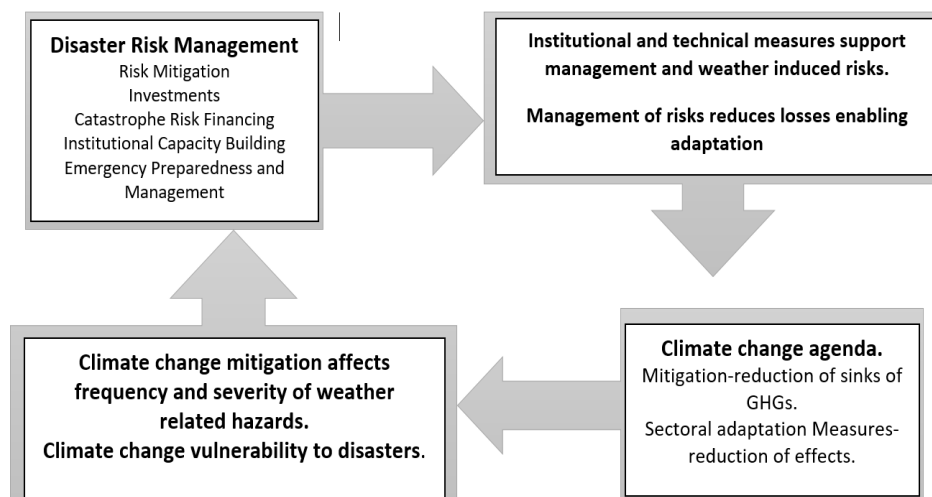 Disaster Risk Management
Risk Mitigation
Investments
Catastrophe Risk Financing
Institutional Capacity Building
Emergency Preparedness and
Management
Institutional and technical measures support
management and weather induced risks.
Management of risks reduces losses enabling
adaptation
Climate change agenda.
Mitigation-reduction of sinks of
GHGs.
Sectoral adaptation Measures-
reduction of effects.
Climate change mitigation affects
frequency and severity of weather
related hazards.
Climate change vulnerability to disasters.